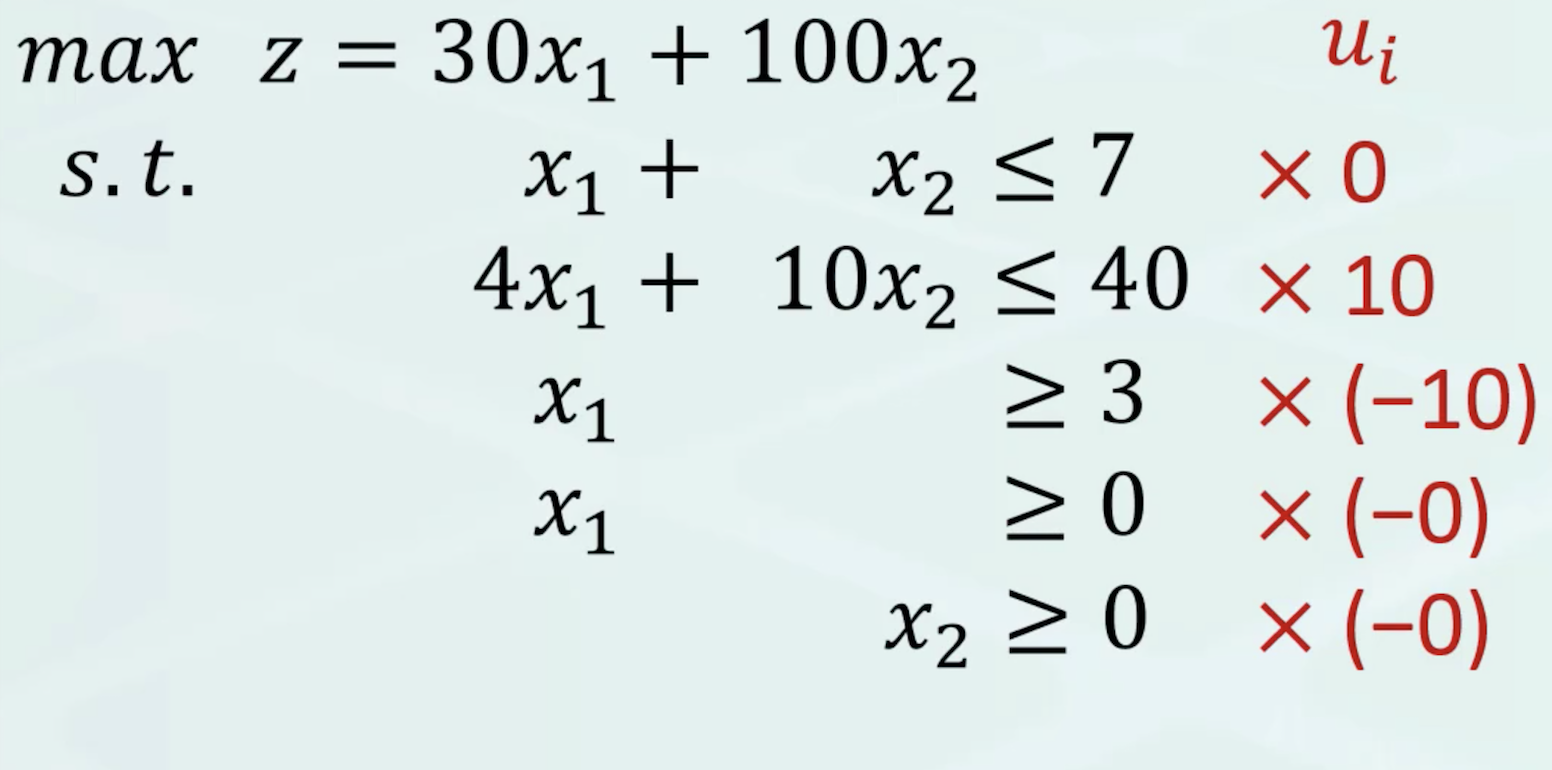 max z = 30x₁ + 100x₂ uᵢ
s.t. x₁ + x₂ ≤ 7 × 0
4x₁ + 10x₂ ≤ 40 × 10
x₁ ≥ 3 × (−10)
x₁ ≥ 0 × (−0)
x₂ ≥ 0 × (−0)